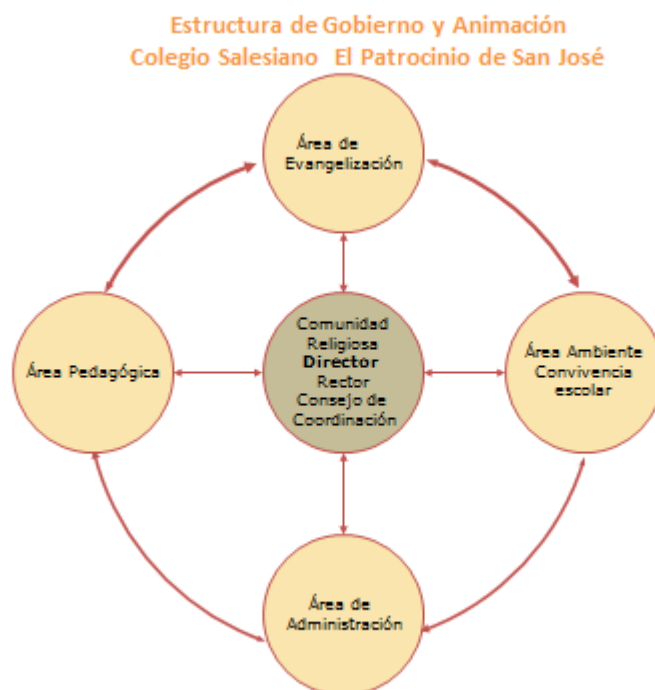 Estructura de Gobierno y Animación
Colegio Salesiano El Patrocinio de San José
Área de
Evangelización
Área Pedagógica
Comunidad
Religiosa
Director
Rector
Consejo de
Coordinación
Área Ambiente
Convivencia
escolar
Área de
Administración